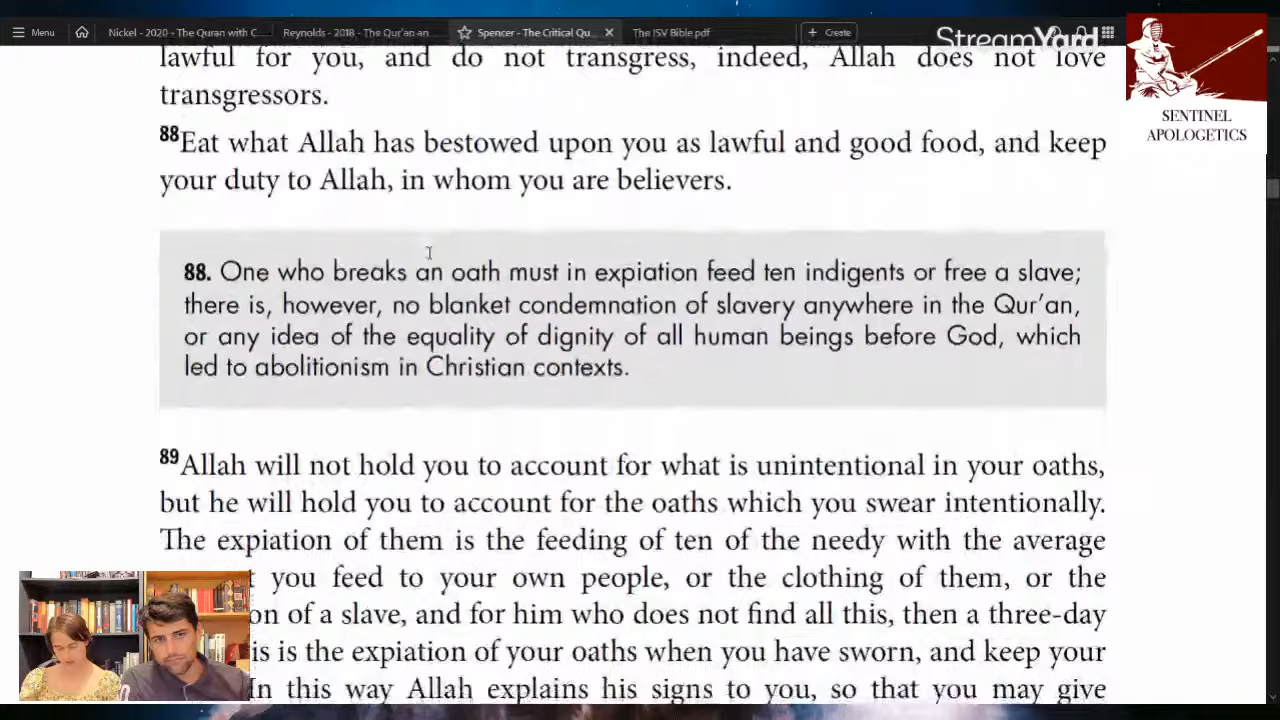 Menu
Nickel - 2020 - The Quran with C
Reynolds - 2018 - The Qur'an an
Spencer - The Critical Qu
The ISV Bible.pdf
Create
StreamYard
SENTINEL
APOLOGETICS
lawful for you, and do not transgress, indeed, Allah does not love
transgressors.
88Eat what Allah has bestowed upon you as lawful and good food, and keep
your duty to Allah, in whom you are believers.
88. One who breaks an oath must in expiation feed ten indigents or free a slave;
there is, however, no blanket condemnation of slavery anywhere in the Qur'an,
or any idea of the equality of dignity of all human beings before God, which
led to abolitionism in Christian contexts.
89Allah will not hold you to account for what is unintentional in your oaths,
but he will hold you to account for the oaths which you swear intentionally.
The expiation of them is the feeding of ten of the needy with the average
you feed to your own people, or the clothing of them, or the
on of a slave, and for him who does not find all this, then a three-day
is is the expiation of your oaths when you have sworn, and keep your
In this way Allah explains his signs to you, so that you may give